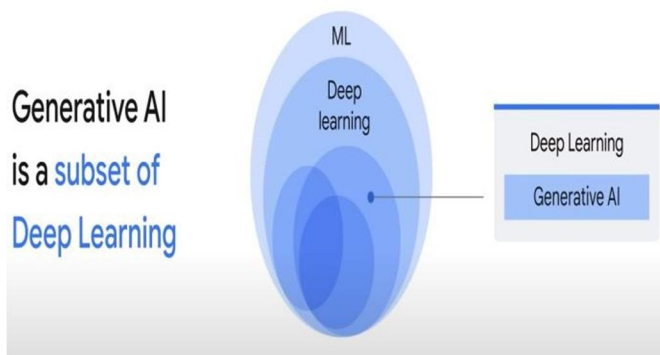 Generative AI
is a subset of
Deep Learning
ML
Deep
learning
Deep Learning
Generative AI